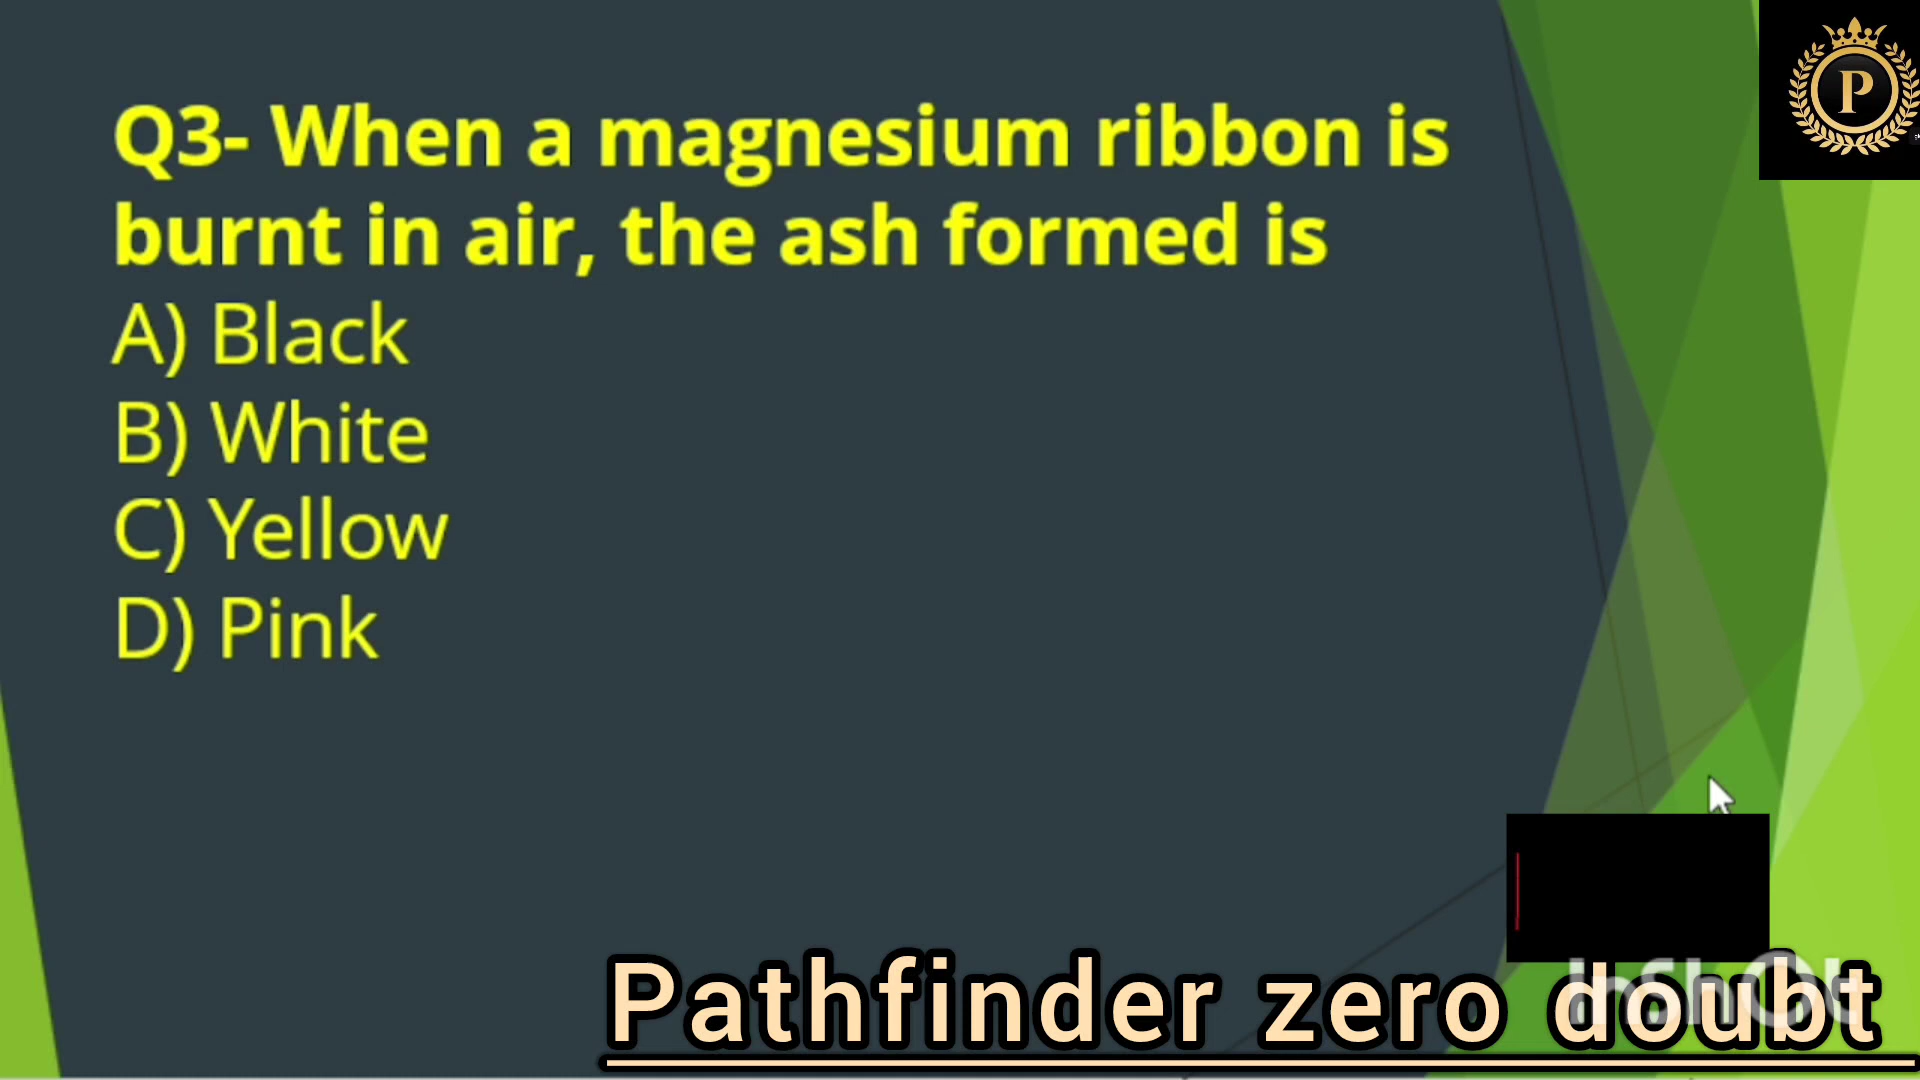 P
Q3- When a magnesium ribbon is
burnt in air, the ash formed is
A) Black
B) White
C) Yellow
D) Pink
InShOt
Pathfinder zero doubt